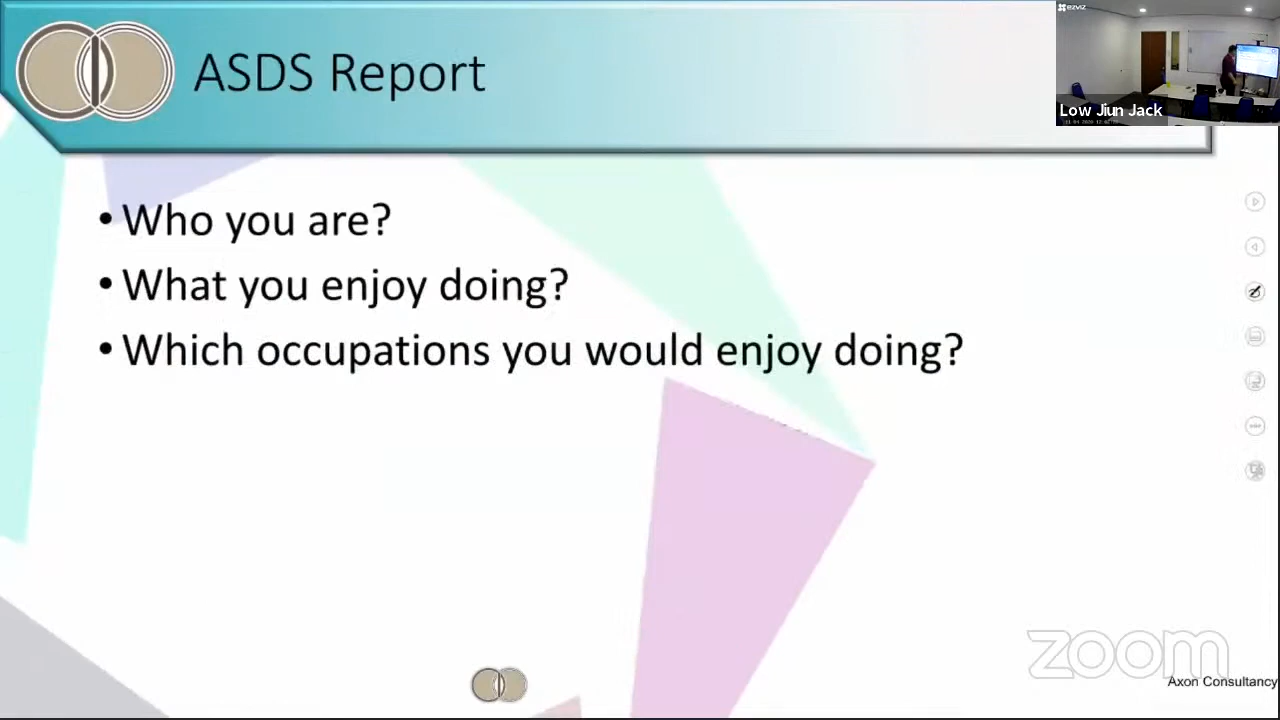 ASDS Report
ezviz
Low Jiun Jack
• Who you are?
• What you enjoy doing?
• Which occupations you would enjoy doing?
zoom
Axon Consultancy